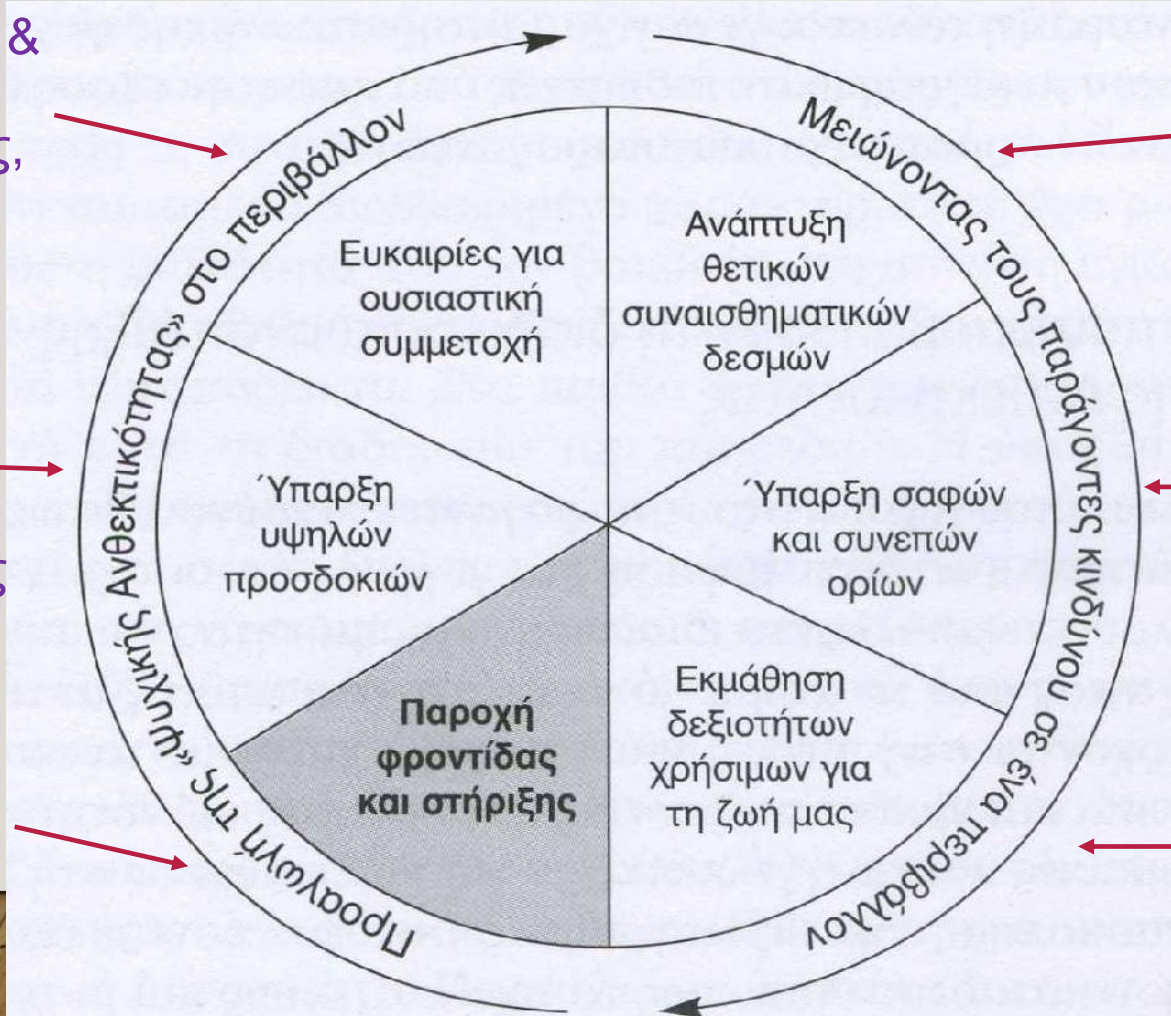 &
ς,
ς
Προαγωγή της «Ψυχικής Ανθεκτικότητας» στο περιβάλλον
Μειώνοντας τους παράγοντες κινδύνου σε ένα περιβάλλον
Ευκαιρίες για
ουσιαστική
συμμετοχή
Ανάπτυξη
θετικών
συναισθηματικών
δεσμών
Ύπαρξη
υψηλών
προσδοκιών
Ύπαρξη σαφών
και συνεπών
ορίων
Παροχή
φροντίδας
και στήριξης
Εκμάθηση
δεξιοτήτων
χρήσιμων για
τη ζωή μας